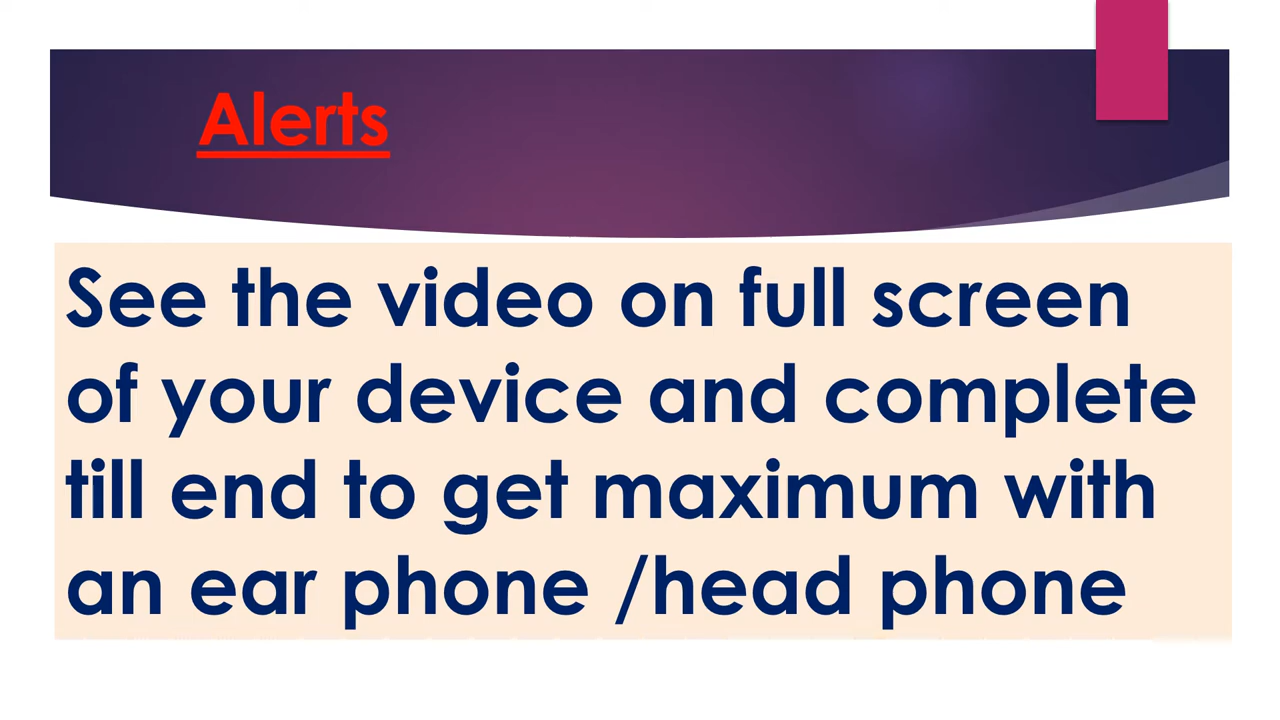 Alerts
See the video on full screen
of your device and complete
till end to get maximum with
an ear phone /head phone